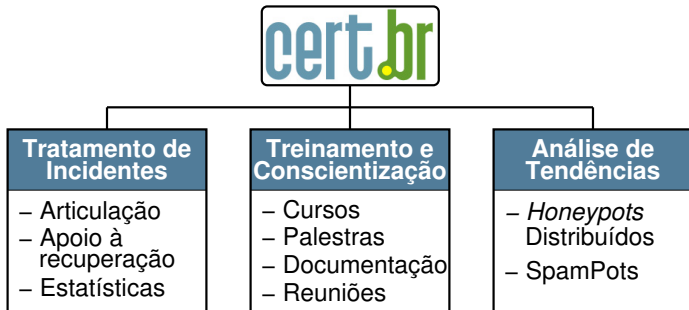 cert.br
Tratamento de
Incidentes
– Articulação
– Apoio à
recuperação
– Estatísticas
Treinamento e
Conscientização
– Cursos
– Palestras
– Documentação
– Reuniões
Análise de
Tendências
– Honeypots
Distribuídos
– SpamPots